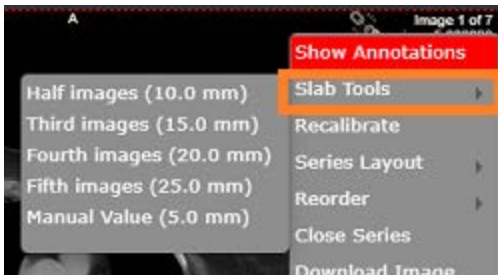 A
Image 1 of 7
Show Annotations
Slab Tools
Half images (10.0 mm)
Third images (15.0 mm)
Fourth images (20.0 mm)
Fifth images (25.0 mm)
Manual Value (5.0 mm)
Recalibrate
Series Layout
Reorder
Close Series
Download Image